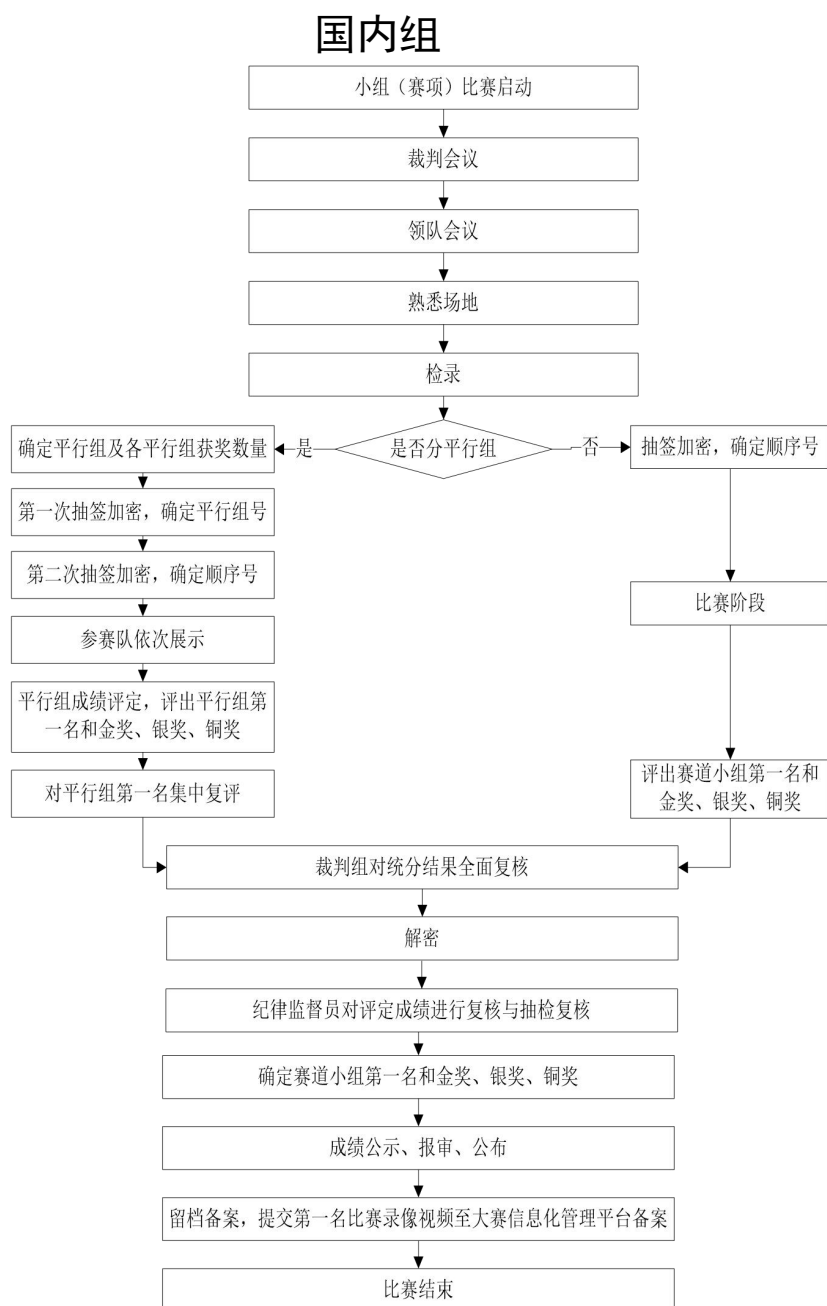 国内组
小组（赛项）比赛启动
裁判会议
领队会议
熟悉场地
检录
是否分平行组
是
否
确定平行组及各平行组获奖数量
第一次抽签加密，确定平行组号
第二次抽签加密，确定顺序号
参赛队依次展示
平行组成绩评定，评出平行组第
一名和金奖、银奖、铜奖
对平行组第一名集中复评
抽签加密，确定顺序号
比赛阶段
评出赛道小组第一名和
金奖、银奖、铜奖
裁判组对统分结果全面复核
解密
纪律监督员对评定成绩进行复核与抽检复核
确定赛道小组第一名和金奖、银奖、铜奖
成绩公示、报审、公布
留档备案，提交第一名比赛录像视频至大赛信息化管理平台备案
比赛结束